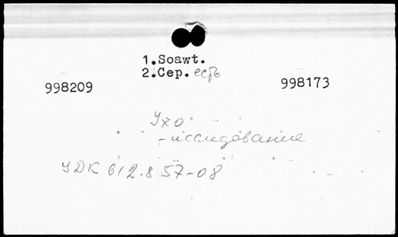 1.Soawt.
2.Сер. есть
998209
998173
Ухо
-исследование
УДК 612.857-08